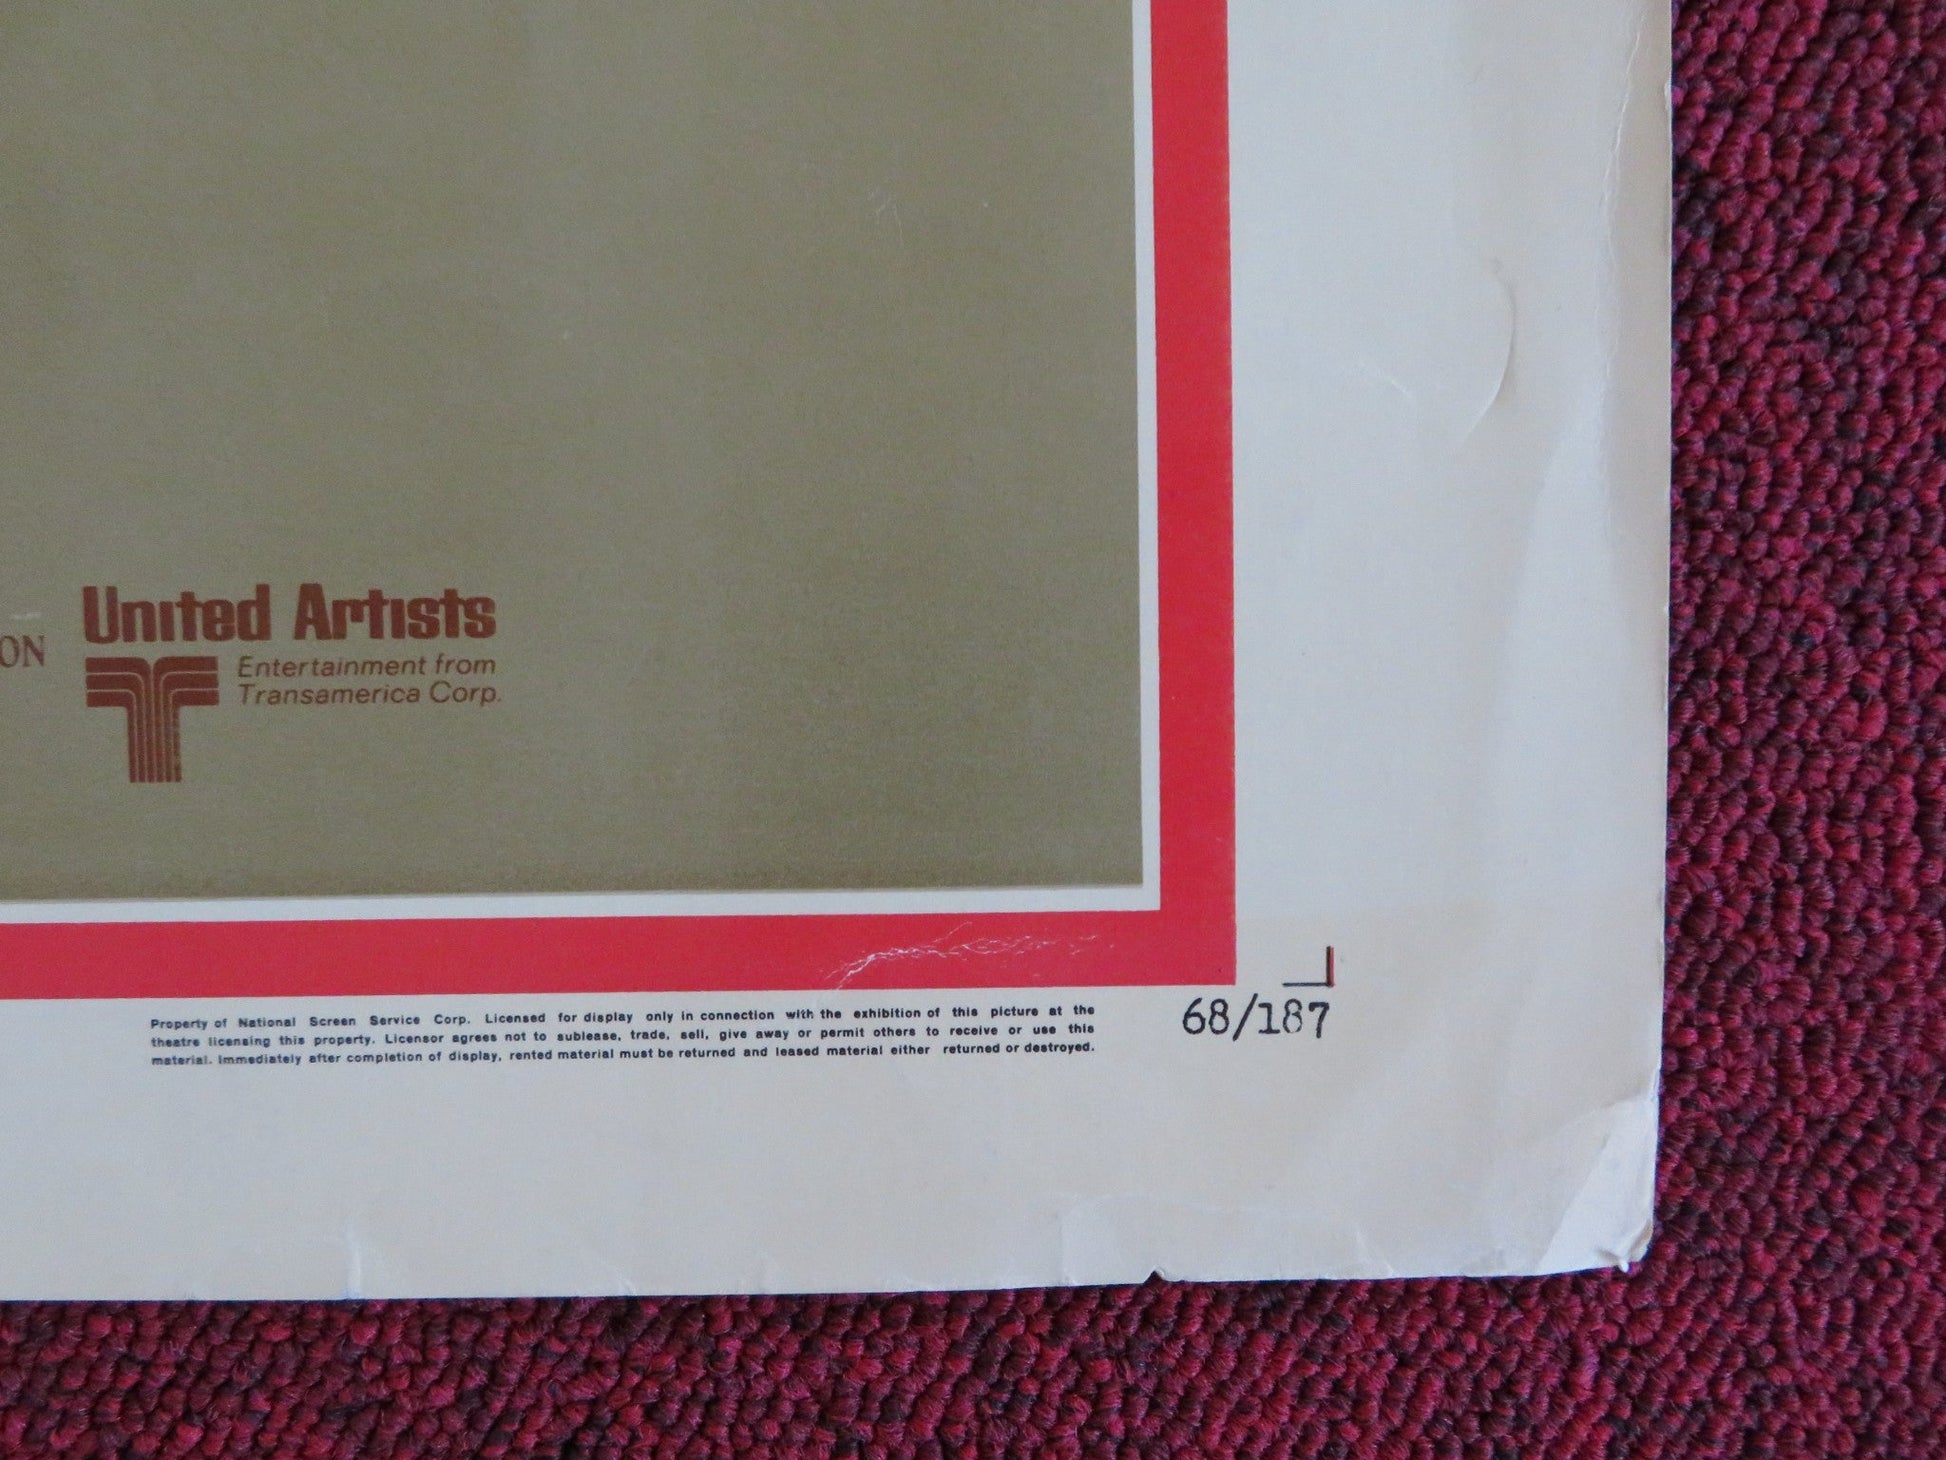 ON
United Artists
Entertainment from
Transamerica Corp.
Property of National Screen Service Corp. Licensed for display only in connection with the exhibition of this picture at the
theatre licensing this property. Licensor agrees not to sublease, trade, sell, give away or permit others to receive or use this
material. Immediately after completion of display, rented material must be returned and leased material either returned or destroyed.
68/187